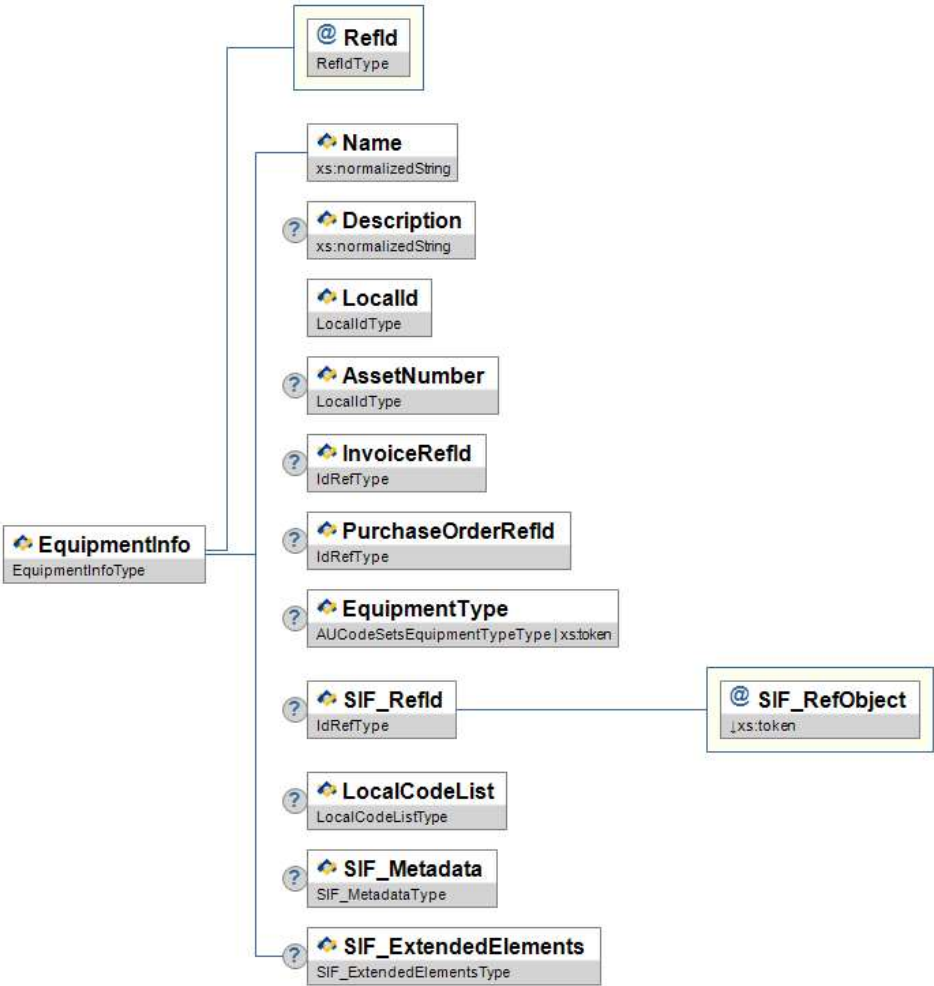 @ RefId
RefIdType
Name
xs:normalizedString
? Description
xs:normalizedString
LocalId
LocalIdType
? AssetNumber
LocalIdType
? InvoiceRefId
IdRefType
? PurchaseOrderRefId
IdRefType
EquipmentInfo
EquipmentInfoType
? EquipmentType
AUCodeSetsEquipmentTypeType|xs:token
? SIF_RefId
IdRefType
@ SIF_RefObject
↓xs:token
? LocalCodeList
LocalCodeListType
? SIF_Metadata
SIF_MetadataType
? SIF_ExtendedElements
SIF_ExtendedElementsType